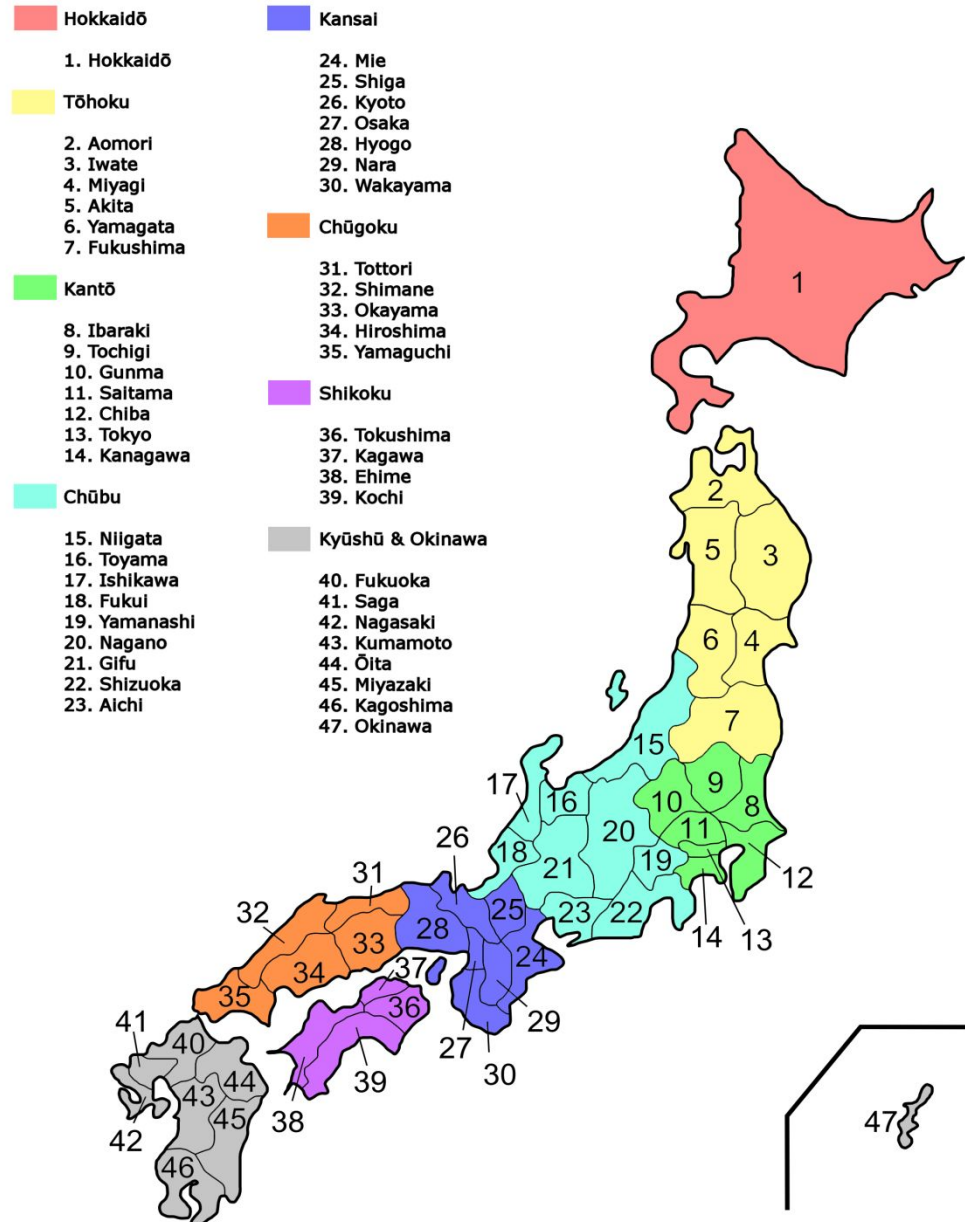 Hokkaidō
1. Hokkaidō
Tōhoku
2. Aomori
3. Iwate
4. Miyagi
5. Akita
6. Yamagata
7. Fukushima
Kantō
8. Ibaraki
9. Tochigi
10. Gunma
11. Saitama
12. Chiba
13. Tokyo
14. Kanagawa
Chūbu
15. Niigata
16. Toyama
17. Ishikawa
18. Fukui
19. Yamanashi
20. Nagano
21. Gifu
22. Shizuoka
23. Aichi
Kansai
24. Mie
25. Shiga
26. Kyoto
27. Osaka
28. Hyogo
29. Nara
30. Wakayama
Chūgoku
31. Tottori
32. Shimane
33. Okayama
34. Hiroshima
35. Yamaguchi
Shikoku
36. Tokushima
37. Kagawa
38. Ehime
39. Kochi
Kyūshū & Okinawa
40. Fukuoka
41. Saga
42. Nagasaki
43. Kumamoto
44. Ōita
45. Miyazaki
46. Kagoshima
47. Okinawa
1
2
5
3
6
4
7
15
9
17
16
10
8
20
11
18
19
21
12
26
31
25
23
22
14
13
32
28
33
24
34
37
35
36
29
41
40
27
30
39
44
43
38
42
45
47
46